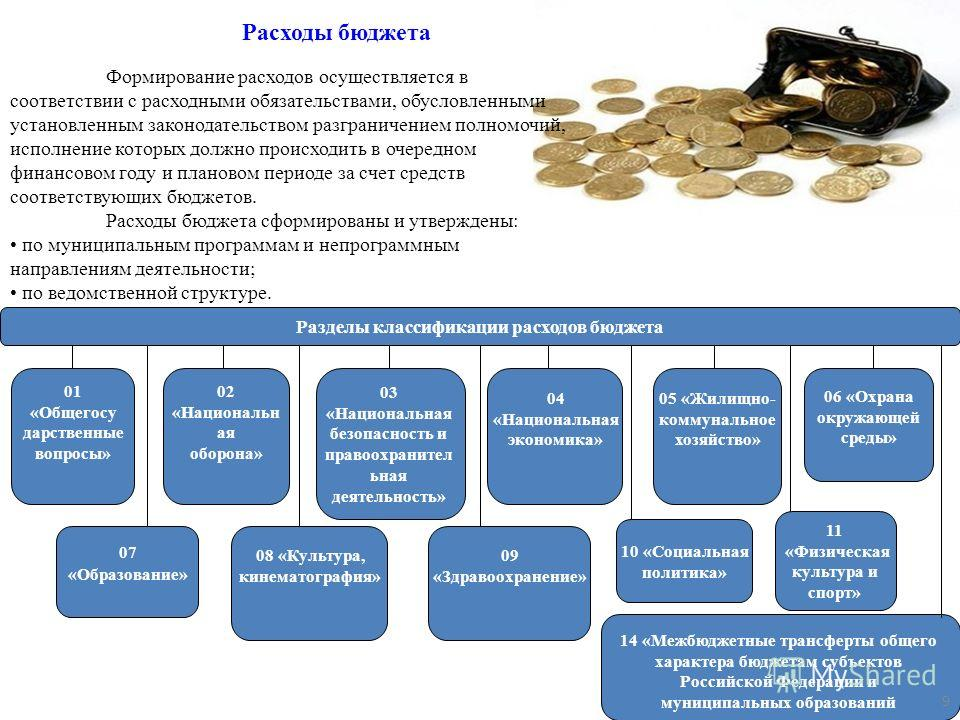 Расходы бюджета
Формирование расходов осуществляется в
соответствии с расходными обязательствами, обусловленными
установленным законодательством разграничением полномочий,
исполнение которых должно происходить в очередном
финансовом году и плановом периоде за счет средств
соответствующих бюджетов.
Расходы бюджета сформированы и утверждены:
• по муниципальным программам и непрограммным
направлениям деятельности;
• по ведомственной структуре.
Разделы классификации расходов бюджета
01
«Общегосу
дарственные
вопросы»
02
«Националън
ая
оборона»
03
«Национальная
безопасность и
правоохранител
ьная
деятельность»
04
«Национальная
экономика»
05 «Жилищно-
коммунальное
хозяйство»
06 «Охрана
окружающей
среды»
07
«Образование»
08 «Культура,
кинематография»
09
«Здравоохранение»
10 «Социальная
политика»
11
«Физическая
культура и
спорт»
14 «Межбюджетные трансферты общего
характера бюджетам субъектов
Российской Федерации и
муниципальных образований
MyShared
9